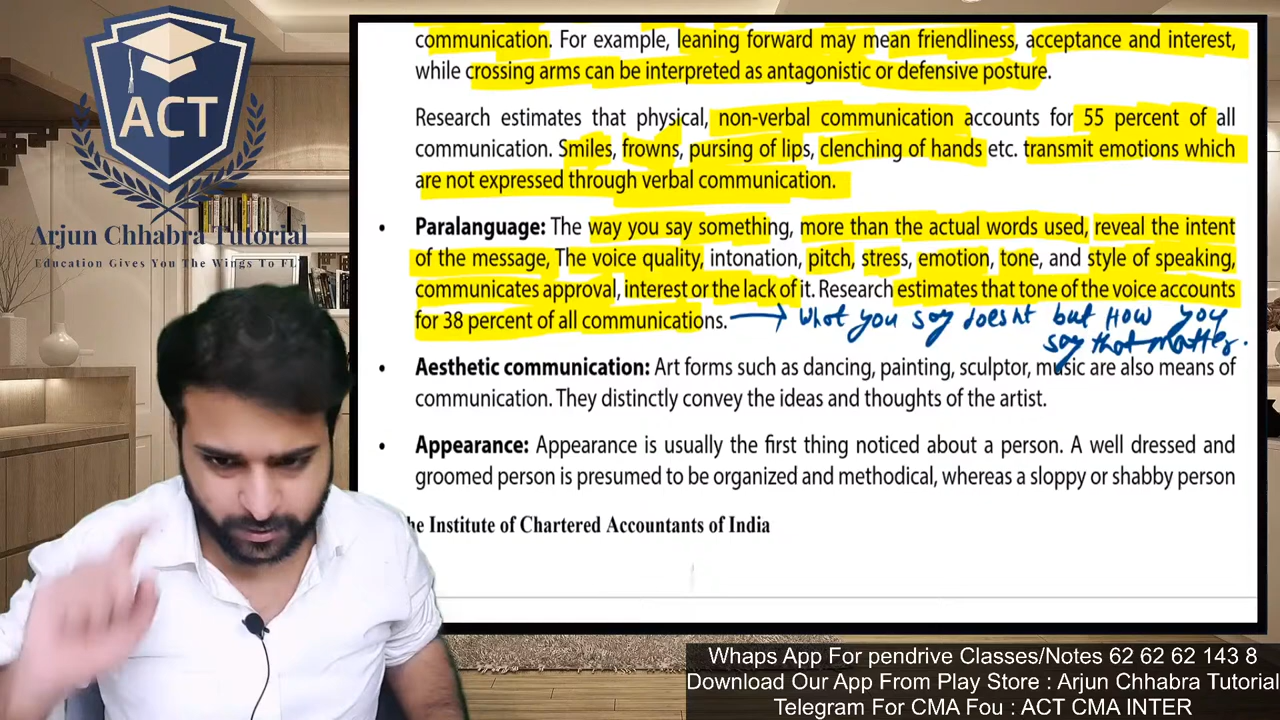 ACT
Arjun Chhabra Tutorial
Education Gives You The Wings To FL
communication. For example, leaning forward may mean friendliness, acceptance and interest,
while crossing arms can be interpreted as antagonistic or defensive posture.
Research estimates that physical, non-verbal communication accounts for 55 percent of all
communication. Smiles, frowns, pursing of lips, clenching of hands etc. transmit emotions which
are not expressed through verbal communication.
• Paralanguage: The way you say something, more than the actual words used, reveal the intent
of the message, The voice quality, intonation, pitch, stress, emotion, tone, and style of speaking,
communicates approval, interest or the lack of it. Research estimates that tone of the voice accounts
for 38 percent of all communications. → what you say doesnt but How you
say that matter.
• Aesthetic communication: Art forms such as dancing, painting, sculptor, music are also means of
communication. They distinctly convey the ideas and thoughts of the artist.
• Appearance: Appearance is usually the first thing noticed about a person. A well dressed and
groomed person is presumed to be organized and methodical, whereas a sloppy or shabby person
he Institute of Chartered Accountants of India
Whaps App For pendrive Classes/Notes 62 62 62 143 8
Download Our App From Play Store : Arjun Chhabra Tutorial
Telegram For CMA Fou : ACT CMA INTER